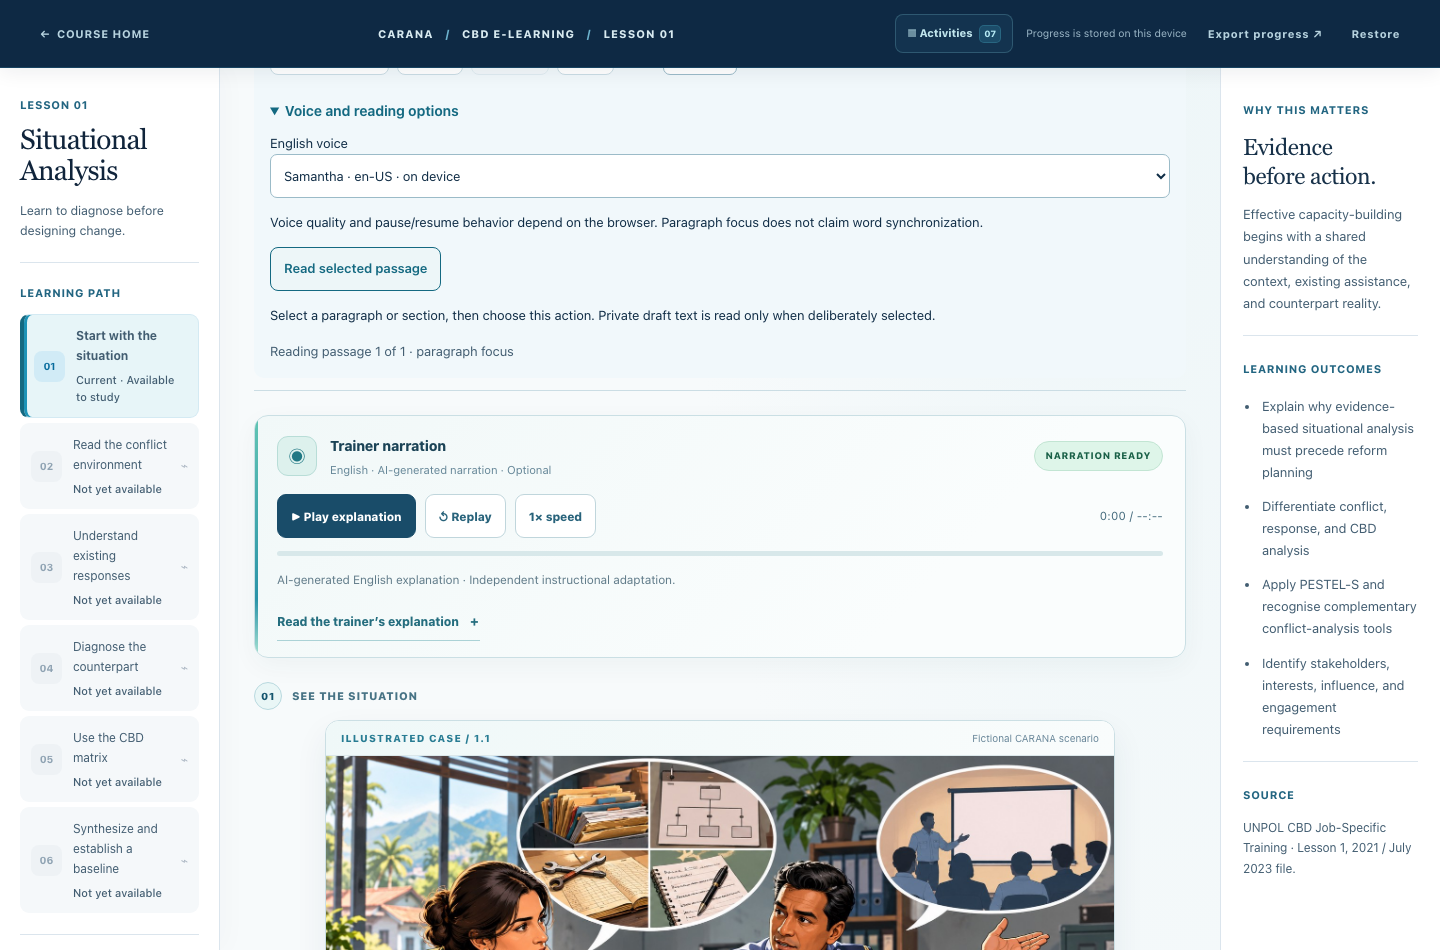 ← COURSE HOME
CARANA / CBD E-LEARNING / LESSON 01
Activities 07
Progress is stored on this device
Export progress ↗
Restore
LESSON 01
Situational
Analysis
Learn to diagnose before
designing change.
LEARNING PATH
01
Start with the
situation
Current · Available
to study
02
Read the conflict
environment
Not yet available
03
Understand
existing
responses
Not yet available
04
Diagnose the
counterpart
Not yet available
05
Use the CBD
matrix
Not yet available
06
Synthesize and
establish a
baseline
Not yet available
▼ Voice and reading options
English voice
Samantha · en-US · on device
Voice quality and pause/resume behavior depend on the browser. Paragraph focus does not claim word synchronization.
Read selected passage
Select a paragraph or section, then choose this action. Private draft text is read only when deliberately selected.
Reading passage 1 of 1 · paragraph focus
Trainer narration
English · AI-generated narration · Optional
NARRATION READY
▶ Play explanation
↺ Replay
1× speed
0:00 / --:--
AI-generated English explanation · Independent instructional adaptation.
Read the trainer’s explanation +
01 SEE THE SITUATION
ILLUSTRATED CASE / 1.1
Fictional CARANA scenario
WHY THIS MATTERS
Evidence
before action.
Effective capacity-building
begins with a shared
understanding of the
context, existing assistance,
and counterpart reality.
LEARNING OUTCOMES
• Explain why evidence-
based situational analysis
must precede reform
planning
• Differentiate conflict,
response, and CBD
analysis
• Apply PESTEL-S and
recognise complementary
conflict-analysis tools
• Identify stakeholders,
interests, influence, and
engagement
requirements
SOURCE
UNPOL CBD Job-Specific
Training · Lesson 1, 2021 / July
2023 file.